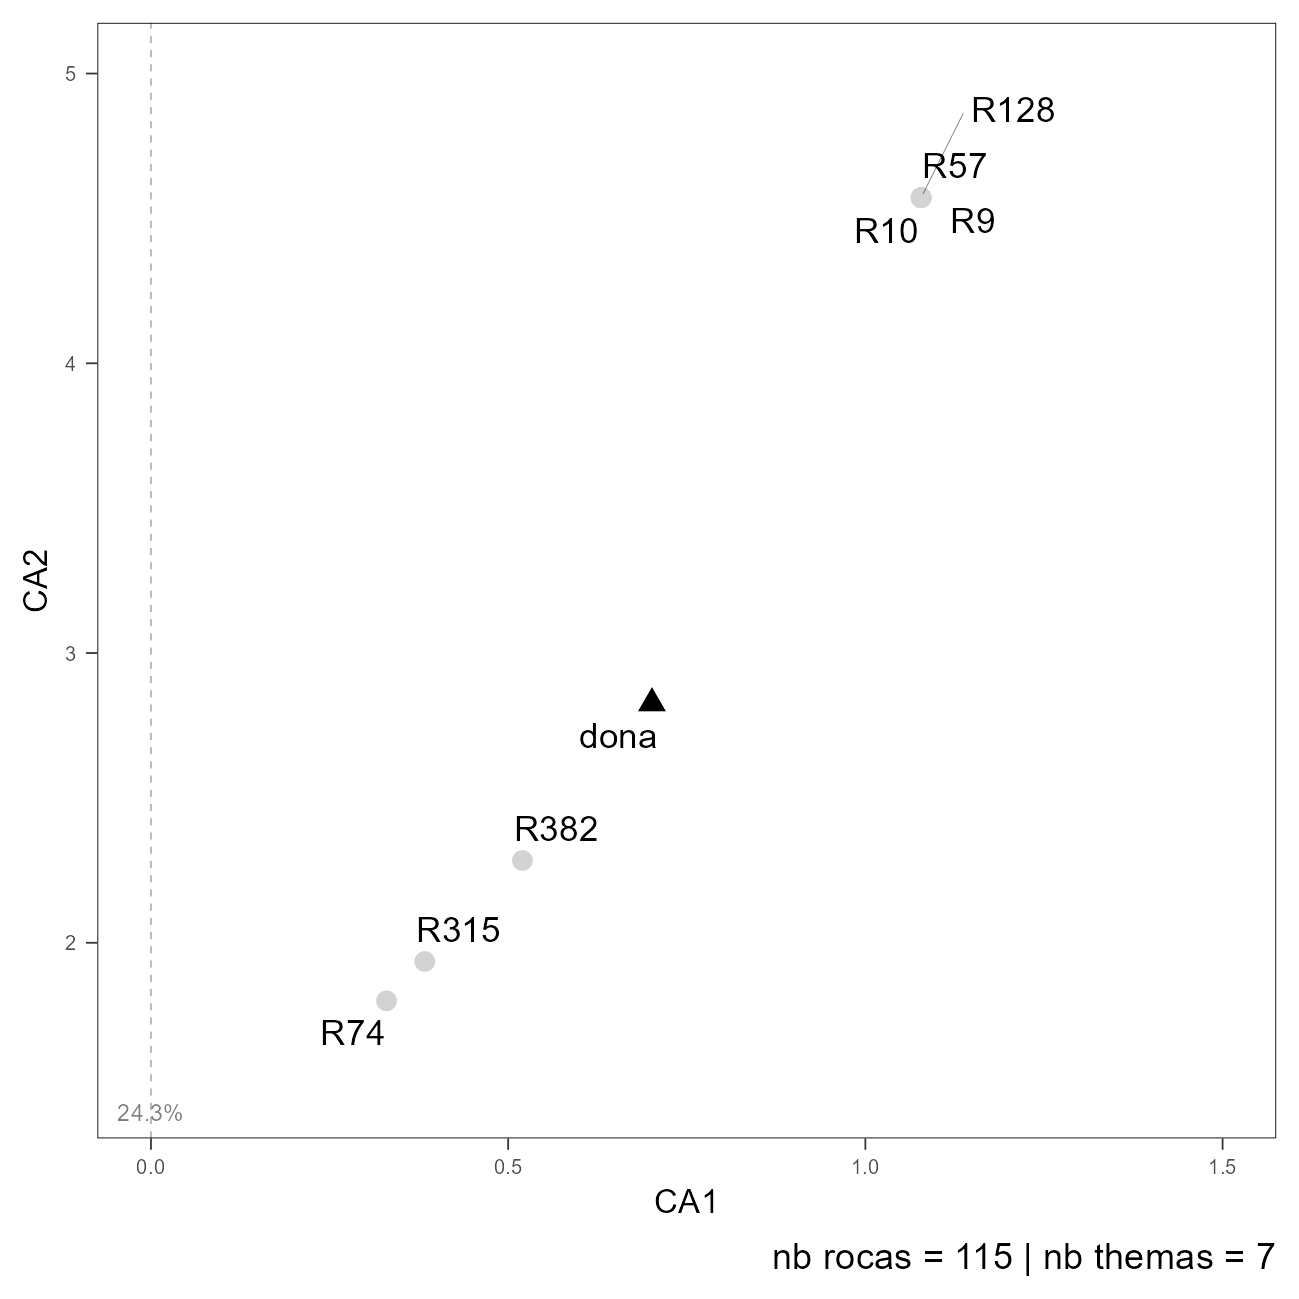 5
R128
R57
R10
R9
4
CA2
3
dona
R382
2
R315
R74
24.3%
0.0
0.5
1.0
1.5
CA1
nb rocas = 115 | nb themas = 7